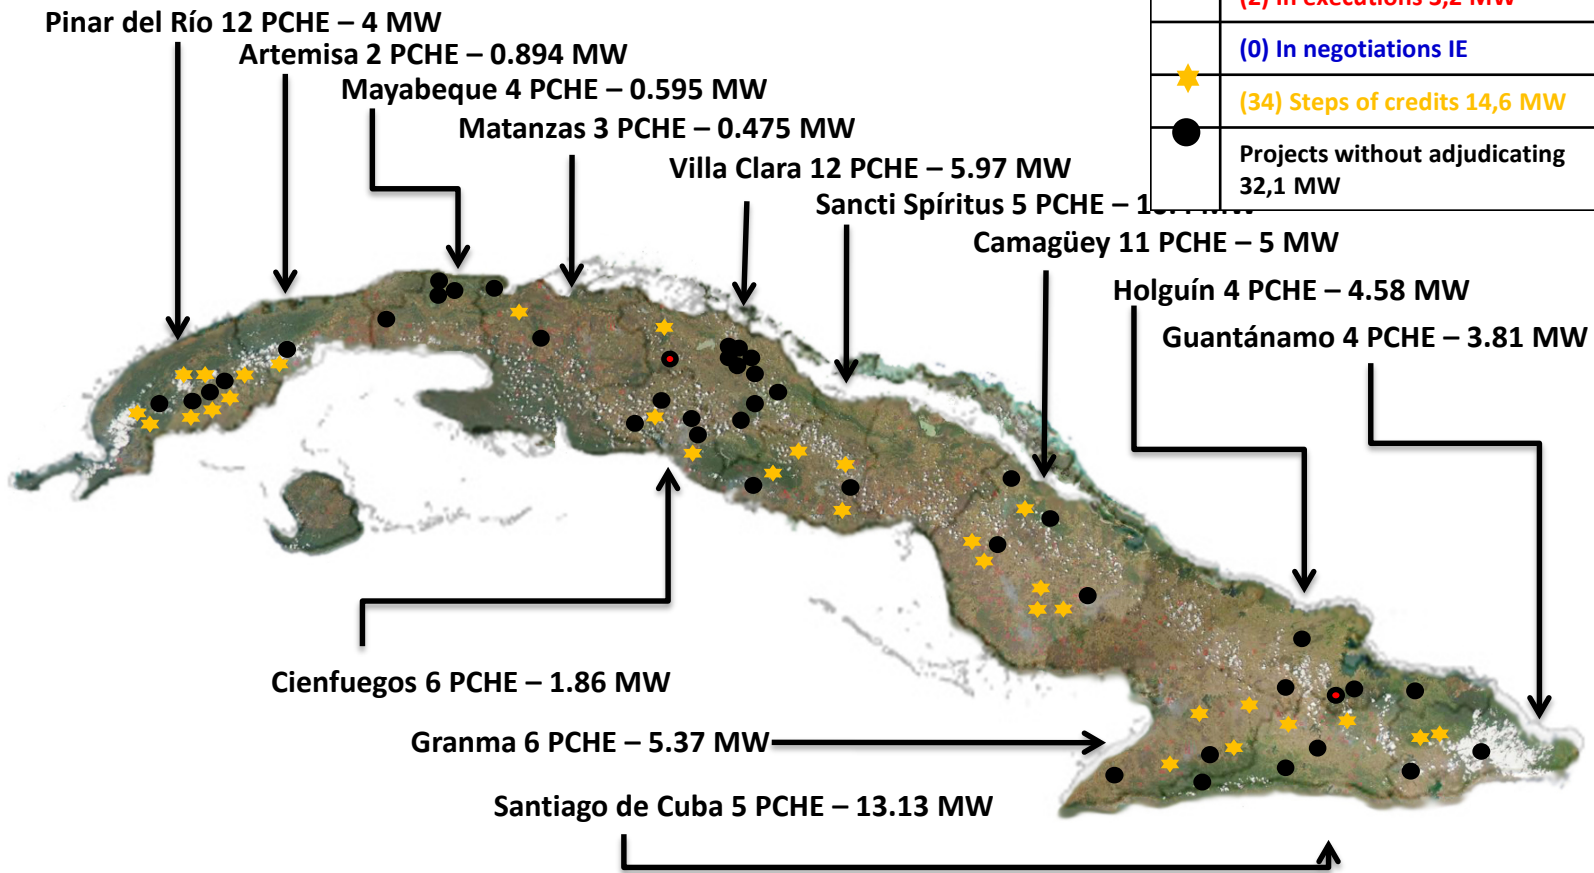 Pinar del Río 12 PCHE – 4 MW
Artemisa 2 PCHE – 0.894 MW
Mayabeque 4 PCHE – 0.595 MW
Matanzas 3 PCHE – 0.475 MW
Villa Clara 12 PCHE – 5.97 MW
Sancti Spíritus 5 PCHE –
Camagüey 11 PCHE – 5 MW
Holguín 4 PCHE – 4.58 MW
Guantánamo 4 PCHE – 3.81 MW
(0) In negotiations IE
(34) Steps of credits 14,6 MW
Projects without adjudicating
32,1 MW
Cienfuegos 6 PCHE – 1.86 MW
Granma 6 PCHE – 5.37 MW
Santiago de Cuba 5 PCHE – 13.13 MW